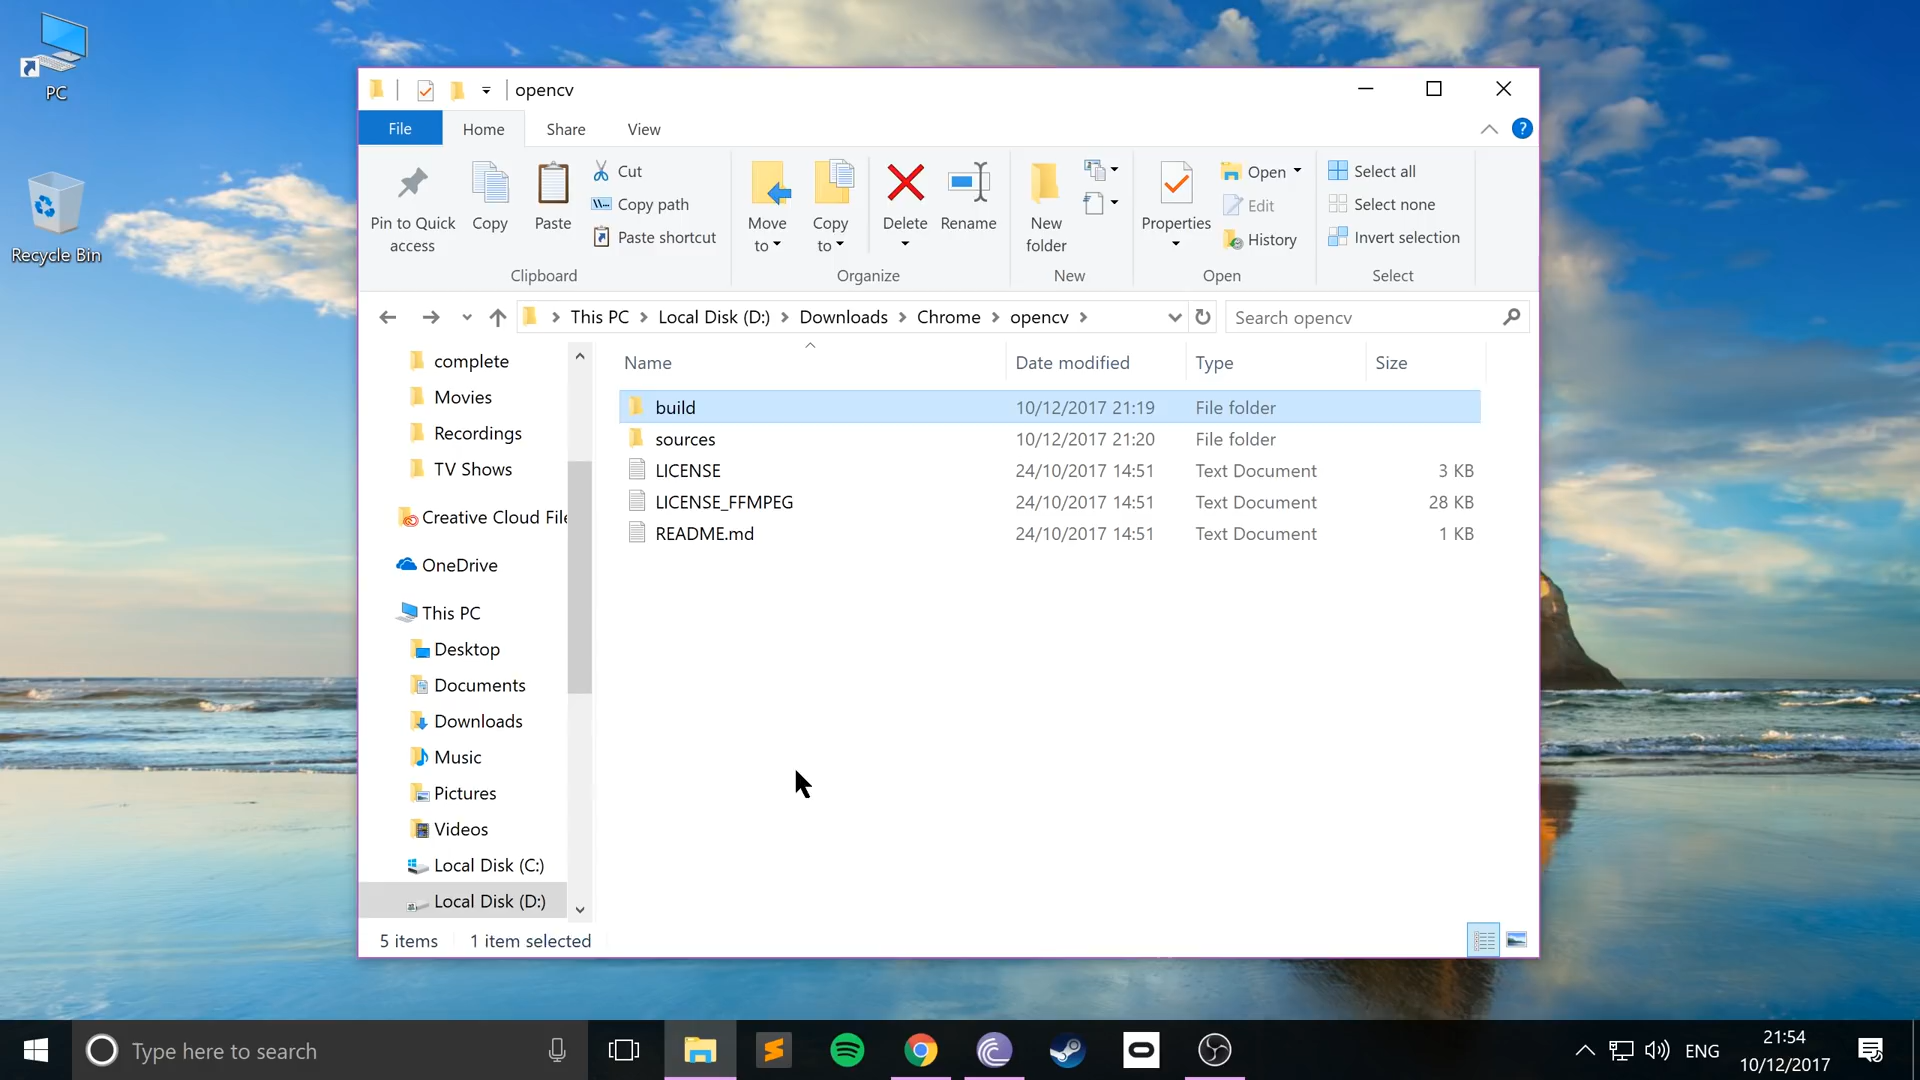 PC
Recycle Bin
opencv
File Home Share View
Pin to Quick access
Copy
Paste
Cut
Copy path
Paste shortcut
Clipboard
Move to
Copy to
Delete
Rename
Organize
New folder
New
Properties
Open
Edit
History
Open
Select all
Select none
Invert selection
Select
This PC Local Disk (D:) Downloads Chrome opencv
Search opencv
complete
Movies
Recordings
TV Shows
Creative Cloud File
OneDrive
This PC
Desktop
Documents
Downloads
Music
Pictures
Videos
Local Disk (C:)
Local Disk (D:)
Name Date modified Type Size
build 10/12/2017 21:19 File folder
sources 10/12/2017 21:20 File folder
LICENSE 24/10/2017 14:51 Text Document 3 KB
LICENSE_FFMPEG 24/10/2017 14:51 Text Document 28 KB
README.md 24/10/2017 14:51 Text Document 1 KB
5 items 1 item selected
Type here to search
ENG
21:54
10/12/2017